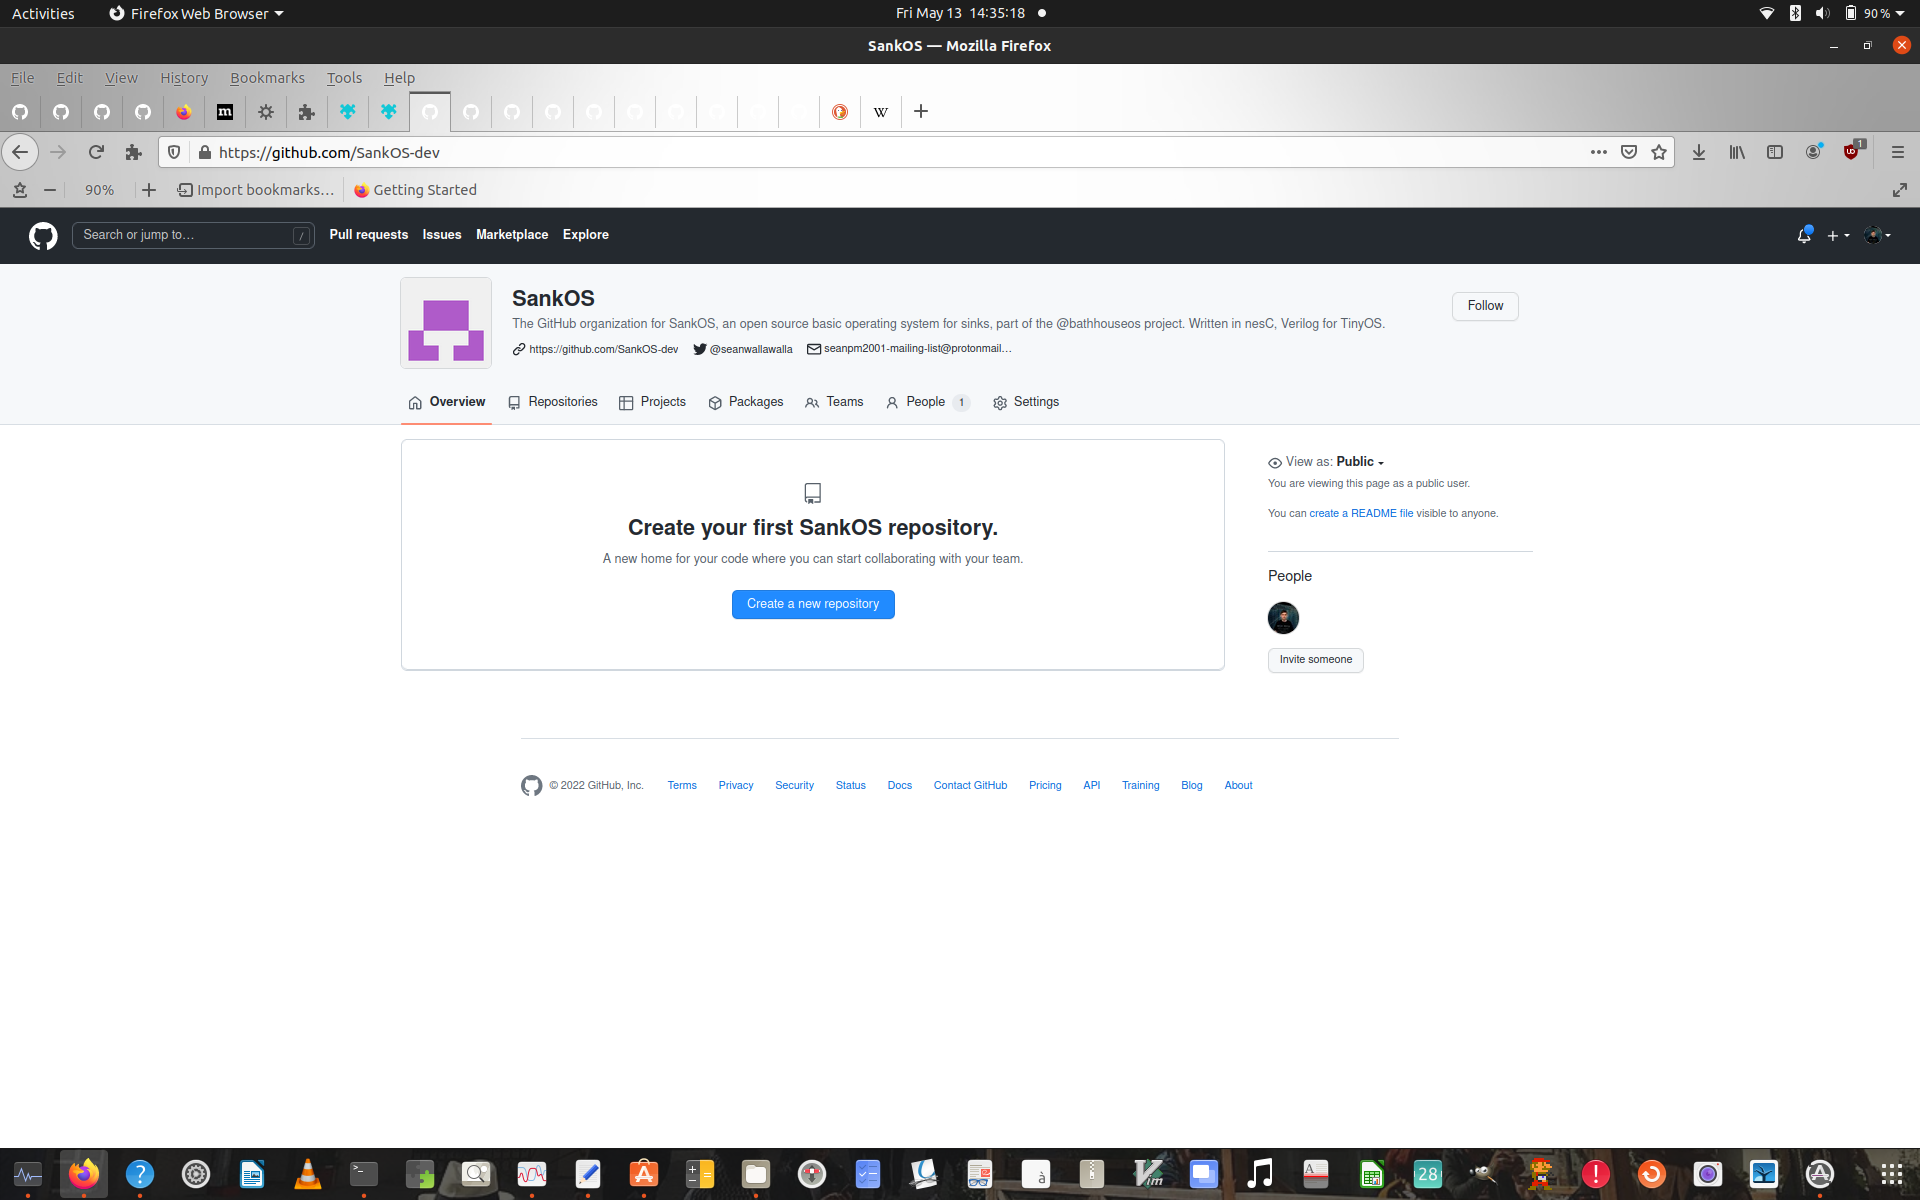 Activities Firefox Web Browser Fri May 13 14:35:18 90 %
SankOS — Mozilla Firefox
File Edit View History Bookmarks Tools Help
m W
https://github.com/SankOS-dev 1
90% Import bookmarks… Getting Started
Search or jump to… / Pull requests Issues Marketplace Explore
SankOS
Follow
The GitHub organization for SankOS, an open source basic operating system for sinks, part of the @bathhouseos project. Written in nesC, Verilog for TinyOS.
https://github.com/SankOS-dev @seanwallawalla seanpm2001-mailing-list@protonmail…
Overview Repositories Projects Packages Teams People 1 Settings
View as: Public
You are viewing this page as a public user.
You can create a README file visible to anyone.
Create your first SankOS repository.
A new home for your code where you can start collaborating with your team.
Create a new repository
People
Invite someone
© 2022 GitHub, Inc. Terms Privacy Security Status Docs Contact GitHub Pricing API Training Blog About
28